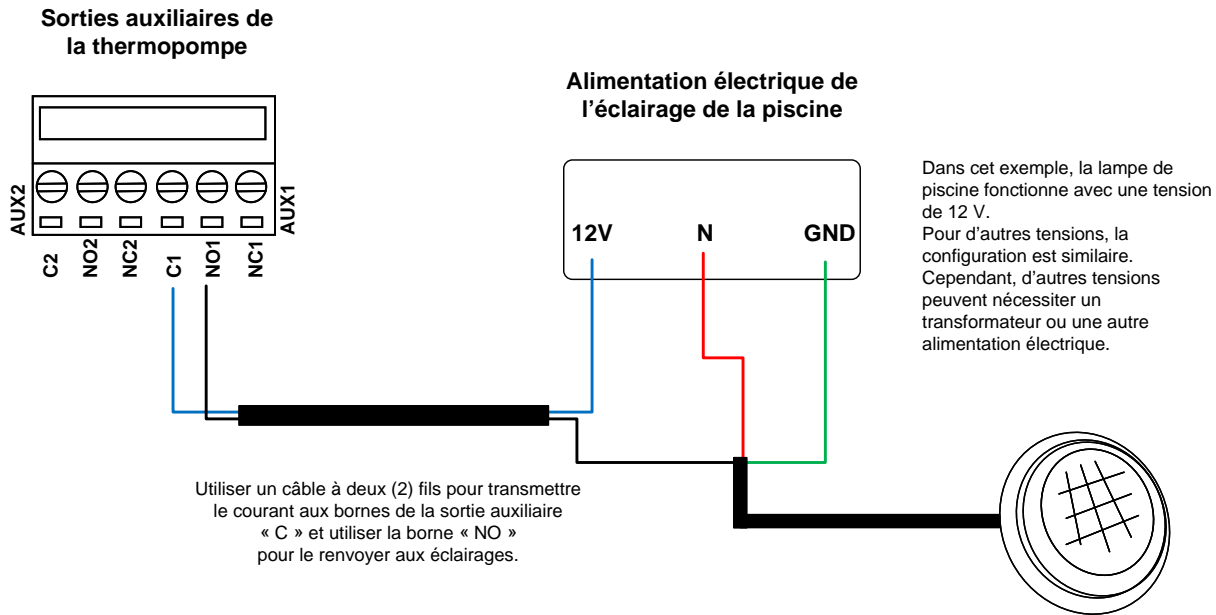 Sorties auxiliaires de
la thermopompe
AUX2
AUX1
C2
NO2
NC2
C1
NO1
NC1
Alimentation électrique de
l’éclairage de la piscine
12V
N
GND
Dans cet exemple, la lampe de
piscine fonctionne avec une tension
de 12 V.
Pour d’autres tensions, la
configuration est similaire.
Cependant, d’autres tensions
peuvent nécessiter un
transformateur ou une autre
alimentation électrique.
Utiliser un câble à deux (2) fils pour transmettre
le courant aux bornes de la sortie auxiliaire
« C » et utiliser la borne « NO »
pour le renvoyer aux éclairages.